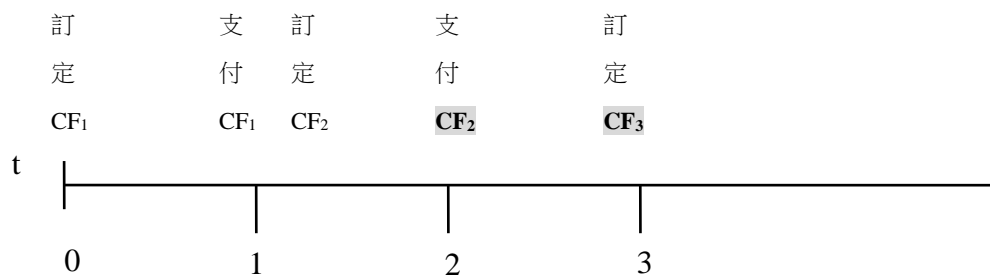 訂 支 訂 支 訂
定 付 定 付 定
CF₁ CF₁ CF₂ CF₂ CF₃
t
0 1 2 3